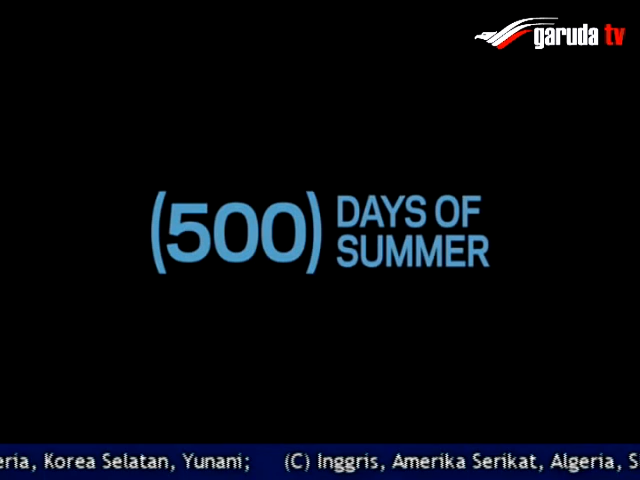 garuda tv
(500) DAYS OF
SUMMER
eria, Korea Selatan, Yunani; (C) Inggris, Amerika Serikat, Algeria, S